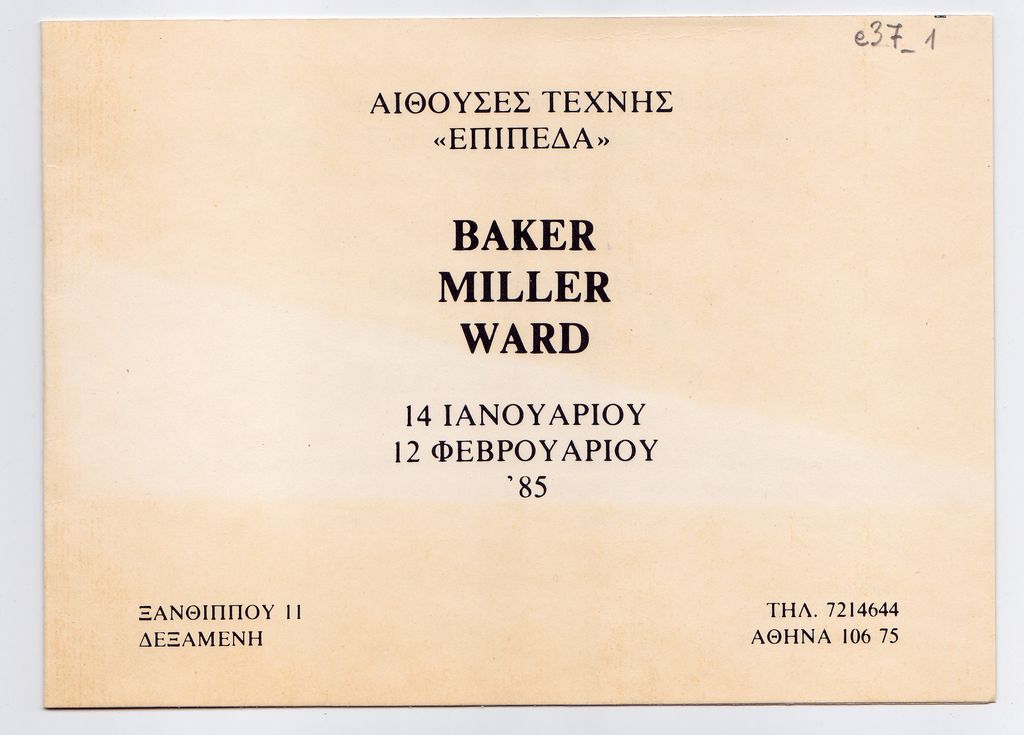 e37_1
ΑΙΘΟΥΣΕΣ ΤΕΧΝΗΣ
«ΕΠΙΠΕΔΑ»
BAKER
MILLER
WARD
14 ΙΑΝΟΥΑΡΙΟΥ
12 ΦΕΒΡΟΥΑΡΙΟΥ
'85
ΞΑΝΘΙΠΠΟΥ 11
ΔΕΞΑΜΕΝΗ
ΤΗΛ. 7214644
ΑΘΗΝΑ 106 75